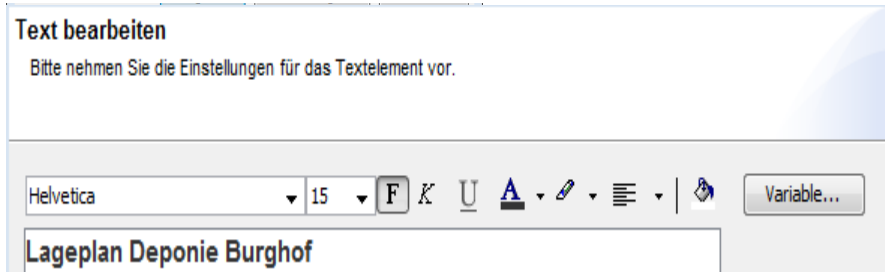 Text bearbeiten
Bitte nehmen Sie die Einstellungen für das Textelement vor.
Helvetica 15 F K U A Variable...
Lageplan Deponie Burghof